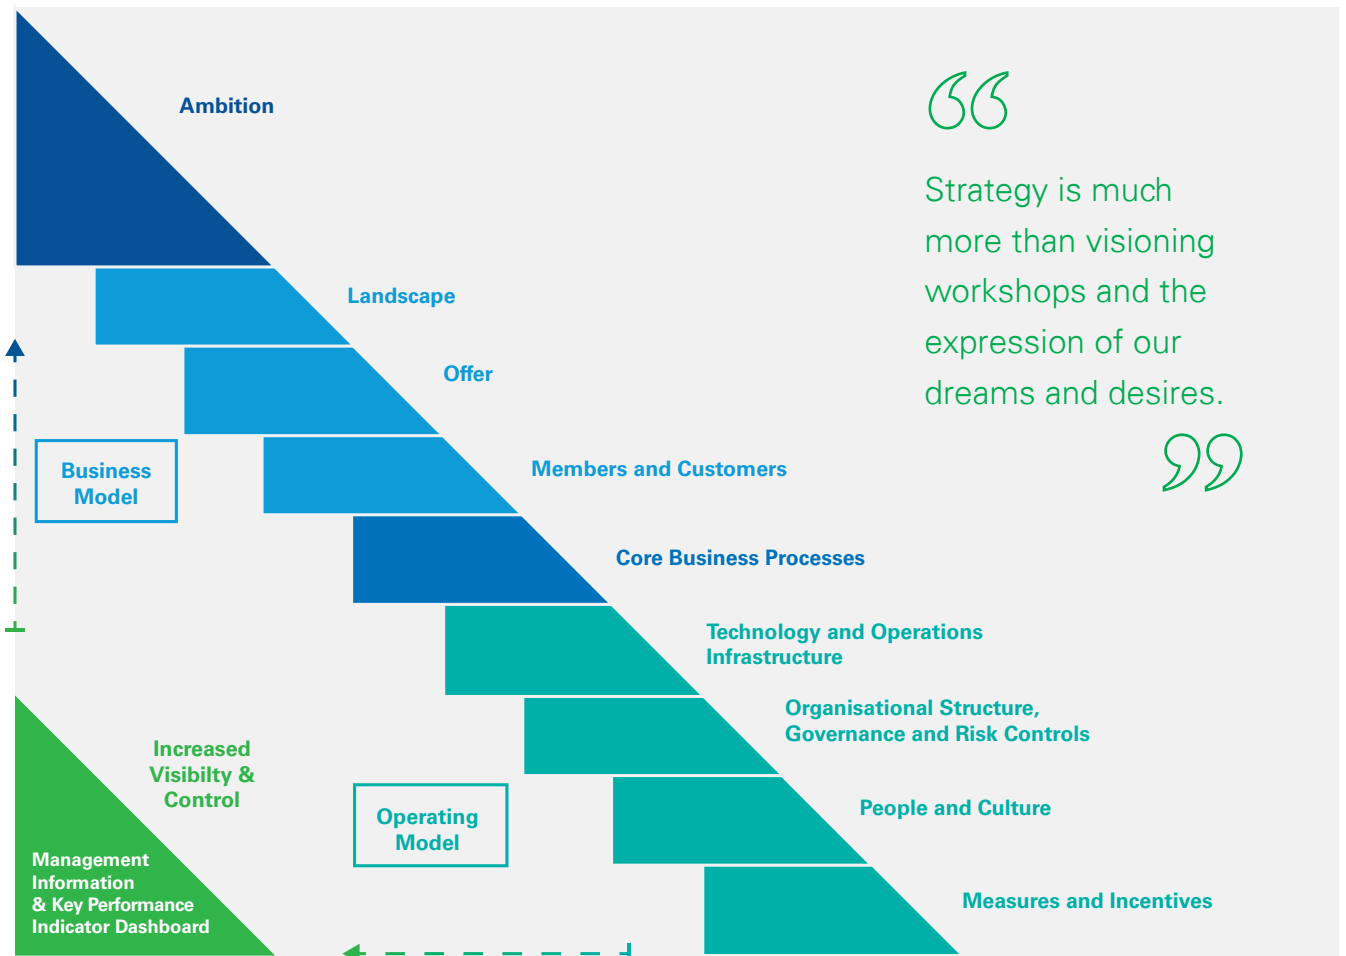 Ambition
“
Strategy is much
more than visioning
workshops and the
expression of our
dreams and desires.
”
Landscape
Offer
Business
Model
Members and Customers
Core Business Processes
Technology and Operations
Infrastructure
Organisational Structure,
Governance and Risk Controls
Increased
Visibilty &
Control
Operating
Model
People and Culture
Management
Information
& Key Performance
Indicator Dashboard
Measures and Incentives